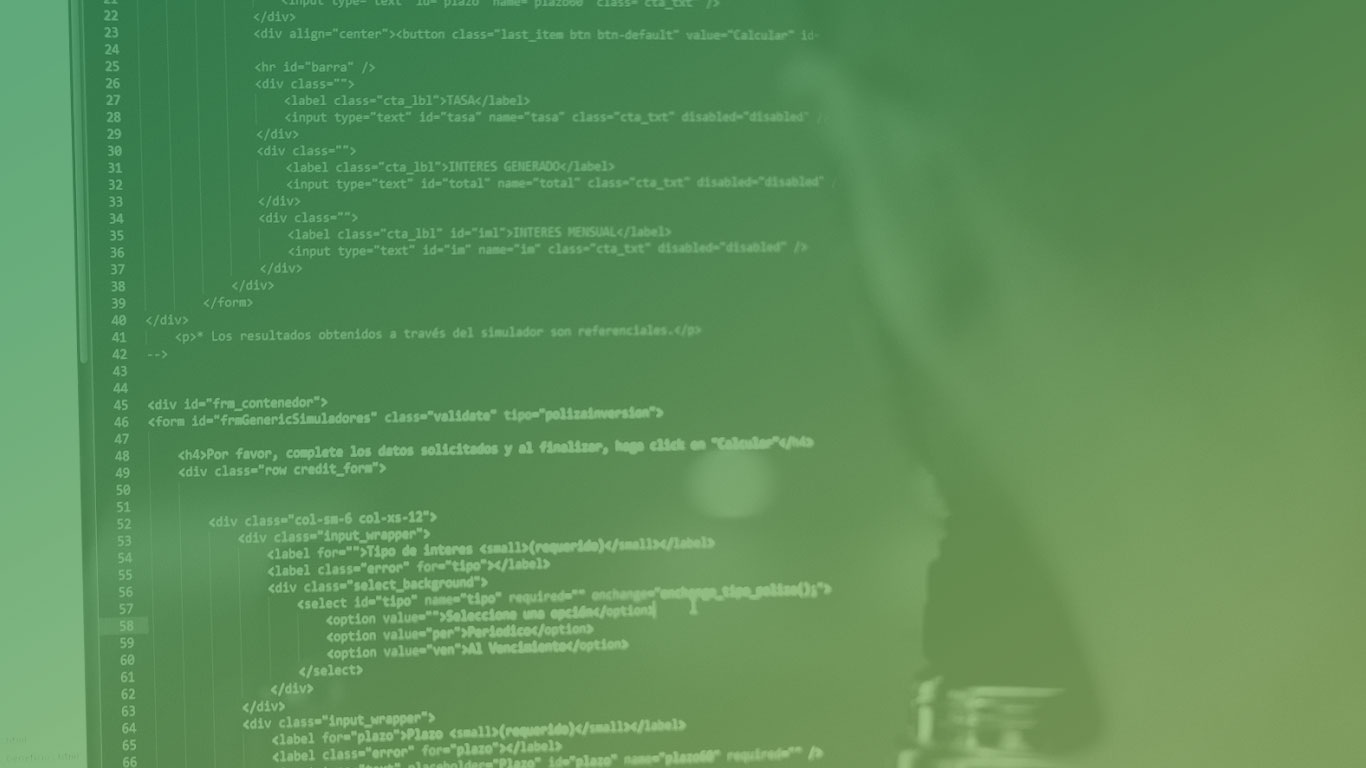 21 <input type="text" id="plazo" name="plazo60" class="cta_txt" />
22 </div>
23 <div align="center"><button class="last_item btn btn-default" value="Calcular" id=
24
25 <hr id="barra" />
26 <div class="">
27 <label class="cta_lbl">TASA</label>
28 <input type="text" id="tasa" name="tasa" class="cta_txt" disabled="disabled" /
29 </div>
30 <div class="">
31 <label class="cta_lbl">INTERES GENERADO</label>
32 <input type="text" id="total" name="total" class="cta_txt" disabled="disabled" /
33 </div>
34 <div class="">
35 <label class="cta_lbl" id="iml">INTERES MENSUAL</label>
36 <input type="text" id="im" name="im" class="cta_txt" disabled="disabled" />
37 </div>
38 </div>
39 </form>
40 </div>
41 <p>* Los resultados obtenidos a través del simulador son referenciales.</p>
42 -->
43
44
45 <div id="frm_contenedor">
46 <form id="frmGenericSimuladores" class="validate" tipo="polizainversion">
47
48 <h4>Por favor, complete los datos solicitados y al finalizar, haga click en "Calcular"</h4>
49 <div class="row credit_form">
50
51
52 <div class="col-sm-6 col-xs-12">
53 <div class="input_wrapper">
54 <label for="">Tipo de interes <small>(requerido)</small></label>
55 <label class="error" for="tipo"></label>
56 <div class="select_background">
57 <select id="tipo" name="tipo" required="" onchange="onchange_tipo_poliza();">
58 <option value="">Seleccione una opción</option>
59 <option value="per">Periodico</option>
60 <option value="ven">Al Vencimiento</option>
61 </select>
62 </div>
63 </div>
64 <div class="input_wrapper">
65 <label for="plazo">Plazo <small>(requerido)</small></label>
66 <label class="error" for="plazo"></label>
"text" placeholder="Plazo" id="plazo" name="plazo60" required="" />